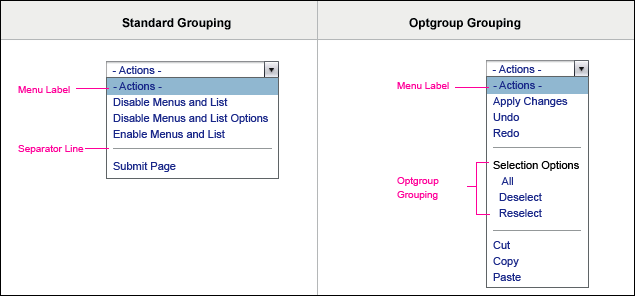 Standard Grouping
- Actions -
Menu Label
- Actions -
Disable Menus and List
Disable Menus and List Options
Enable Menus and List
Separator Line
Submit Page
Optgroup Grouping
- Actions -
Menu Label
- Actions -
Apply Changes
Undo
Redo
Selection Options
Optgroup
Grouping
All
Deselect
Reselect
Cut
Copy
Paste